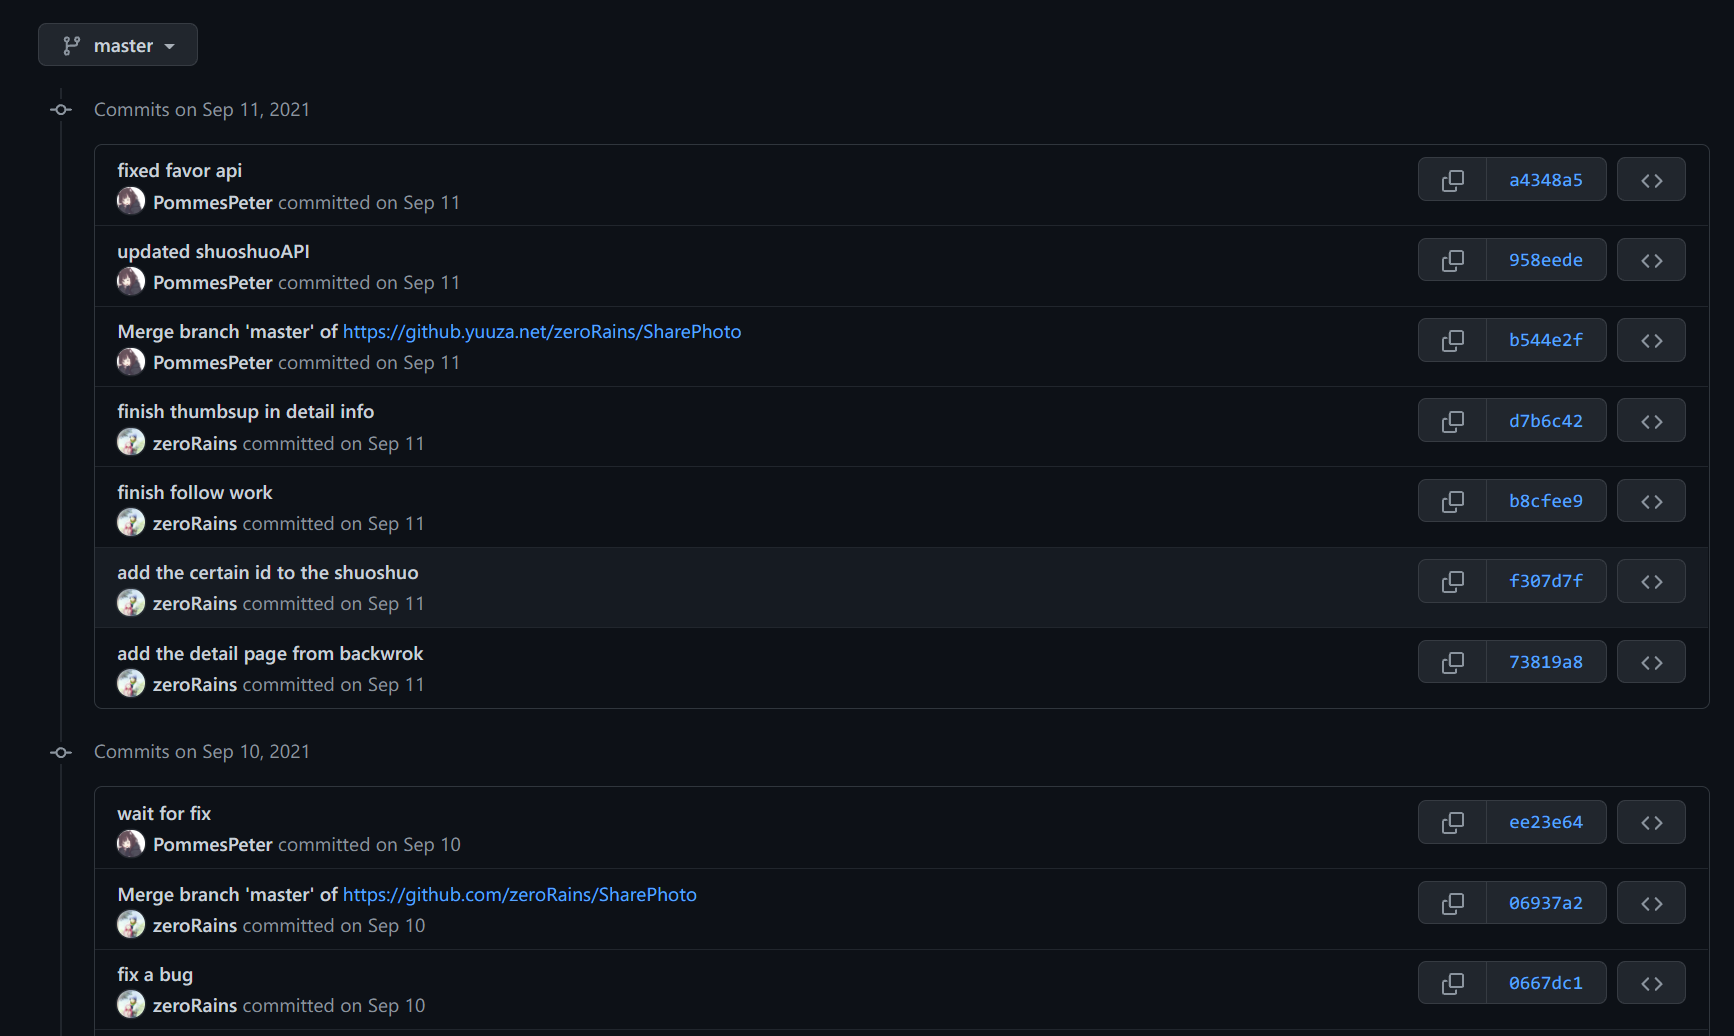 master
Commits on Sep 11, 2021
fixed favor api
PommesPeter committed on Sep 11
a4348a5
updated shuoshuoAPI
PommesPeter committed on Sep 11
958eede
Merge branch 'master' of https://github.yuuza.net/zeroRains/SharePhoto
PommesPeter committed on Sep 11
b544e2f
finish thumbsup in detail info
zeroRains committed on Sep 11
d7b6c42
finish follow work
zeroRains committed on Sep 11
b8cfee9
add the certain id to the shuoshuo
zeroRains committed on Sep 11
f307d7f
add the detail page from backwrok
zeroRains committed on Sep 11
73819a8
Commits on Sep 10, 2021
wait for fix
PommesPeter committed on Sep 10
ee23e64
Merge branch 'master' of https://github.com/zeroRains/SharePhoto
zeroRains committed on Sep 10
06937a2
fix a bug
zeroRains committed on Sep 10
0667dc1